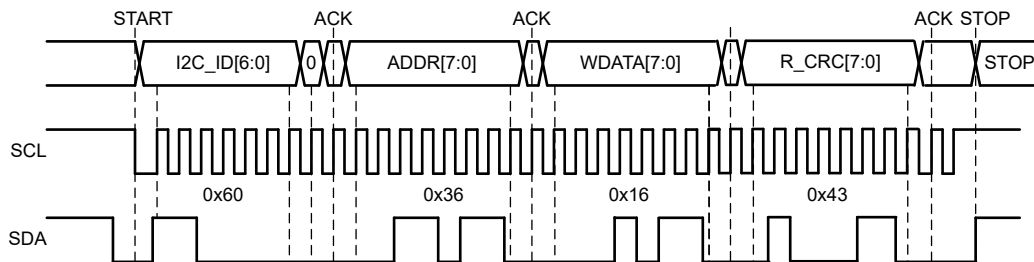 START ACK ACK ACK STOP
I2C_ID[6:0] 0 ADDR[7:0] WDATA[7:0] R_CRC[7:0] STOP
SCL
0x60 0x36 0x16 0x43
SDA